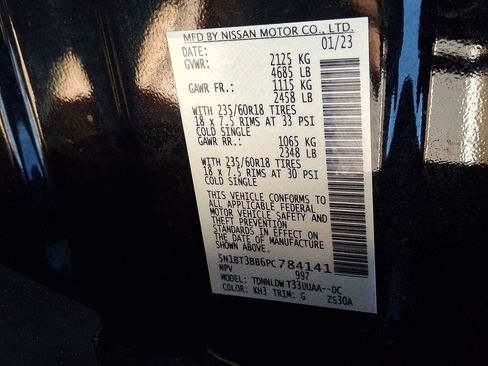 MFD BY NISSAN MOTOR CO., LTD.
DATE: 01/23
GVWR: 2125 KG
4685 LB
GAWR FR.: 1115 KG
2458 LB
WITH 235/60R18 TIRES
18 x 7.5 RIMS AT 33 PSI
COLD SINGLE
GAWR RR.: 1065 KG
2348 LB
WITH 235/60R18 TIRES
18 x 7.5 RIMS AT 30 PSI
COLD SINGLE
THIS VEHICLE CONFORMS TO
ALL APPLICABLE FEDERAL
MOTOR VEHICLE SAFETY AND
THEFT PREVENTION
STANDARDS IN EFFECT ON
THE DATE OF MANUFACTURE
SHOWN ABOVE.
5N1BT3BB6PC784141
MPV 997
MODEL: TDNNLDWT33UUAA--DC
COLOR: KH3 TRIM: G ZS30A